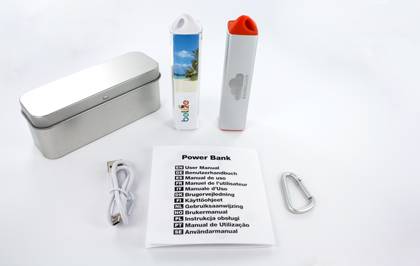 belize
Power Bank
EN User Manual
DE Benutzerhandbuch
ES Manual de uso
FR Manuel de l'utilisateur
IT Manuale d'Uso
DK Brugervejledning
FI Käyttöohjeet
NL Gebruiksaanwijzing
NO Brukermanual
PL Instrukcja obsługi
PT Manual de Utilização
SE Användarmanual